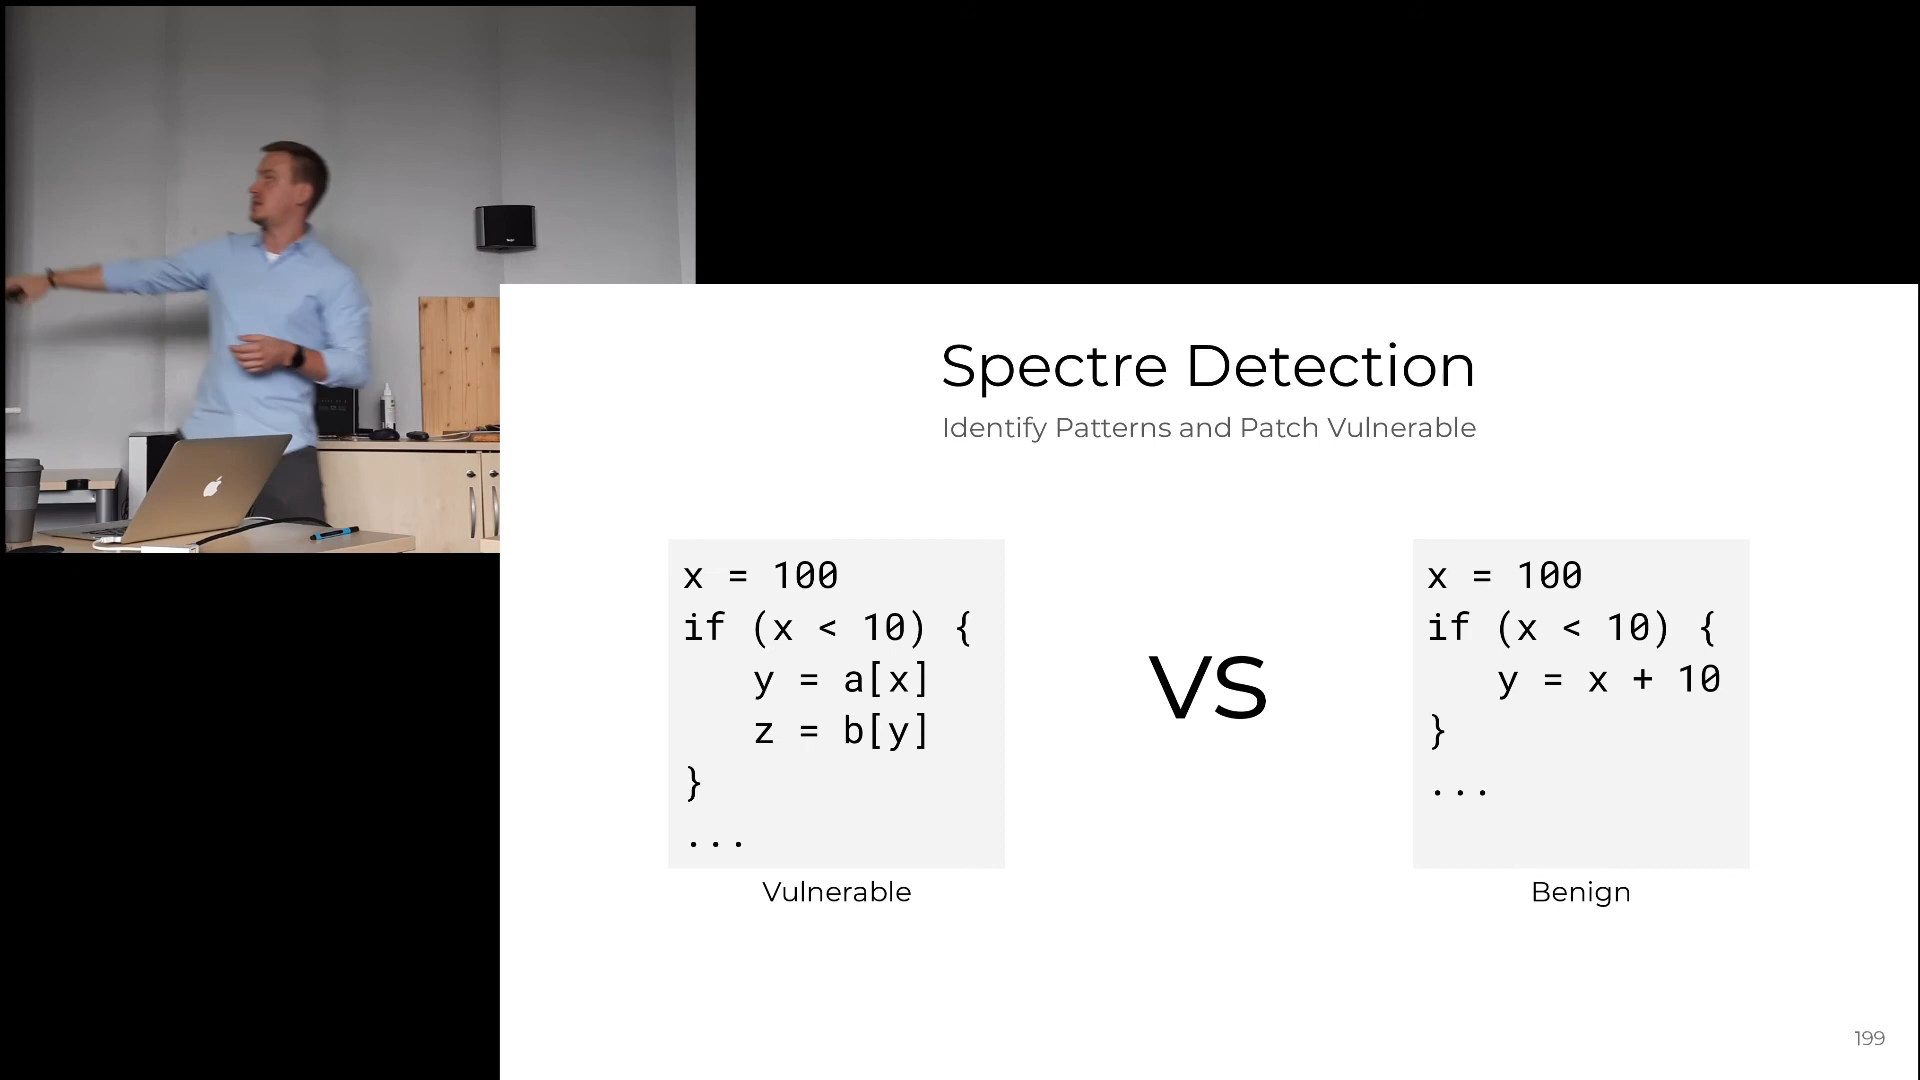 Spectre Detection
Identify Patterns and Patch Vulnerable
x = 100
if (x < 10) {
y = a[x]
z = b[y]
}
...
Vulnerable
VS
x = 100
if (x < 10) {
y = x + 10
}
...
Benign
199